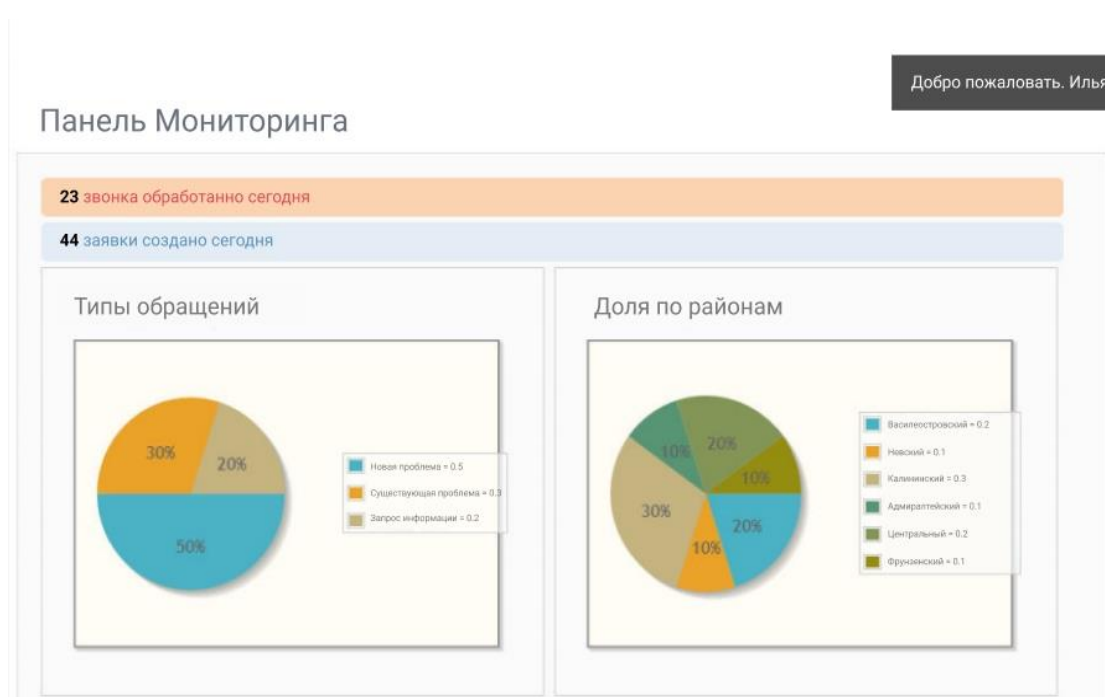 Добро пожаловать. Илья
Панель Мониторинга
23 звонка обработанно сегодня
44 заявки создано сегодня
Типы обращений
30%
20%
50%
Новая проблема = 0.5
Существующая проблема = 0.3
Запрос информации = 0.2
Доля по районам
10%
20%
10%
30%
20%
10%
Василеостровский = 0.2
Невский = 0.1
Калининский = 0.3
Адмиралтейский = 0.1
Центральный = 0.2
Фрунзенский = 0.1